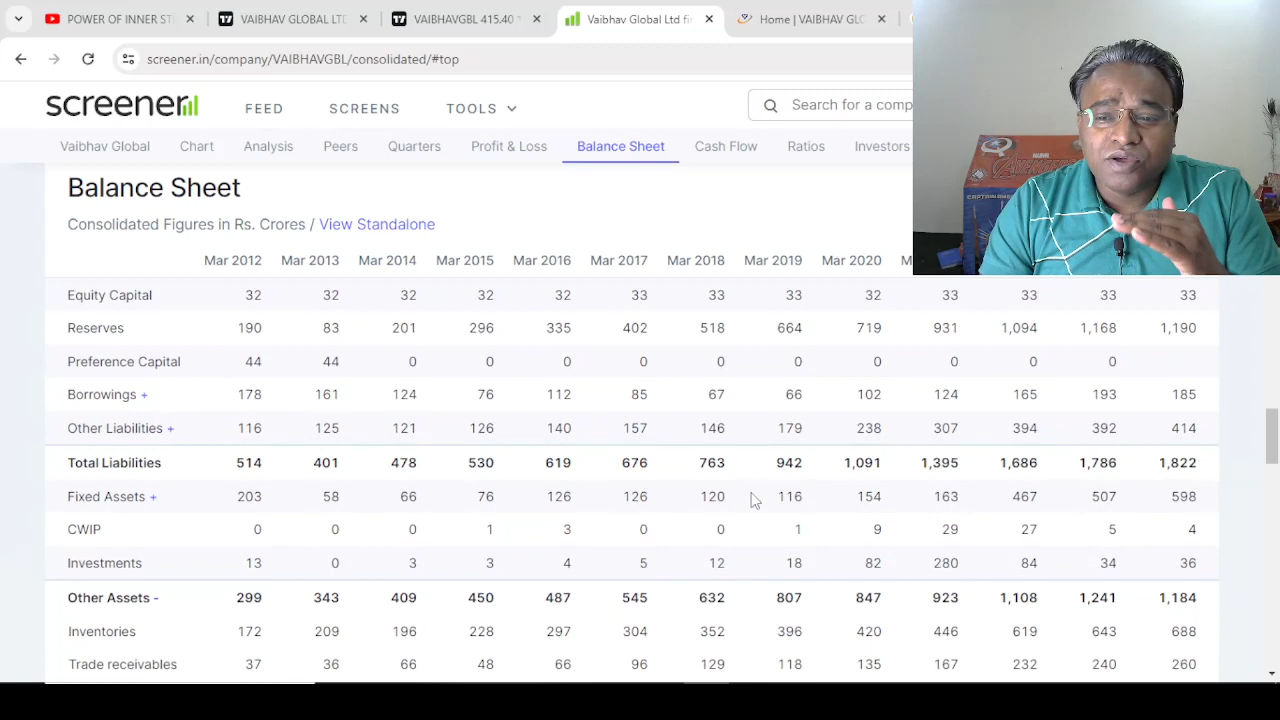 POWER OF INNER ST
VAIBHAV GLOBAL LTD
VAIBHAVGBL 415.40
Vaibhav Global Ltd fi
Home | VAIBHAV GLO
screener.in/company/VAIBHAVGBL/consolidated/#top
screener FEED SCREENS TOOLS Search for a comp
Vaibhav Global Chart Analysis Peers Quarters Profit & Loss Balance Sheet Cash Flow Ratios Investors
Balance Sheet
Consolidated Figures in Rs. Crores / View Standalone
Mar 2012 Mar 2013 Mar 2014 Mar 2015 Mar 2016 Mar 2017 Mar 2018 Mar 2019 Mar 2020
Equity Capital 32 32 32 32 32 33 33 33 32 33 33 33 33
Reserves 190 83 201 296 335 402 518 664 719 931 1,094 1,168 1,190
Preference Capital 44 44 0 0 0 0 0 0 0 0 0 0
Borrowings + 178 161 124 76 112 85 67 66 102 124 165 193 185
Other Liabilities + 116 125 121 126 140 157 146 179 238 307 394 392 414
Total Liabilities 514 401 478 530 619 676 763 942 1,091 1,395 1,686 1,786 1,822
Fixed Assets + 203 58 66 76 126 126 120 116 154 163 467 507 598
CWIP 0 0 0 1 3 0 0 1 9 29 27 5 4
Investments 13 0 3 3 4 5 12 18 82 280 84 34 36
Other Assets - 299 343 409 450 487 545 632 807 847 923 1,108 1,241 1,184
Inventories 172 209 196 228 297 304 352 396 420 446 619 643 688
Trade receivables 37 36 66 48 66 96 129 118 135 167 232 240 260
MARVEL
AVENGERS